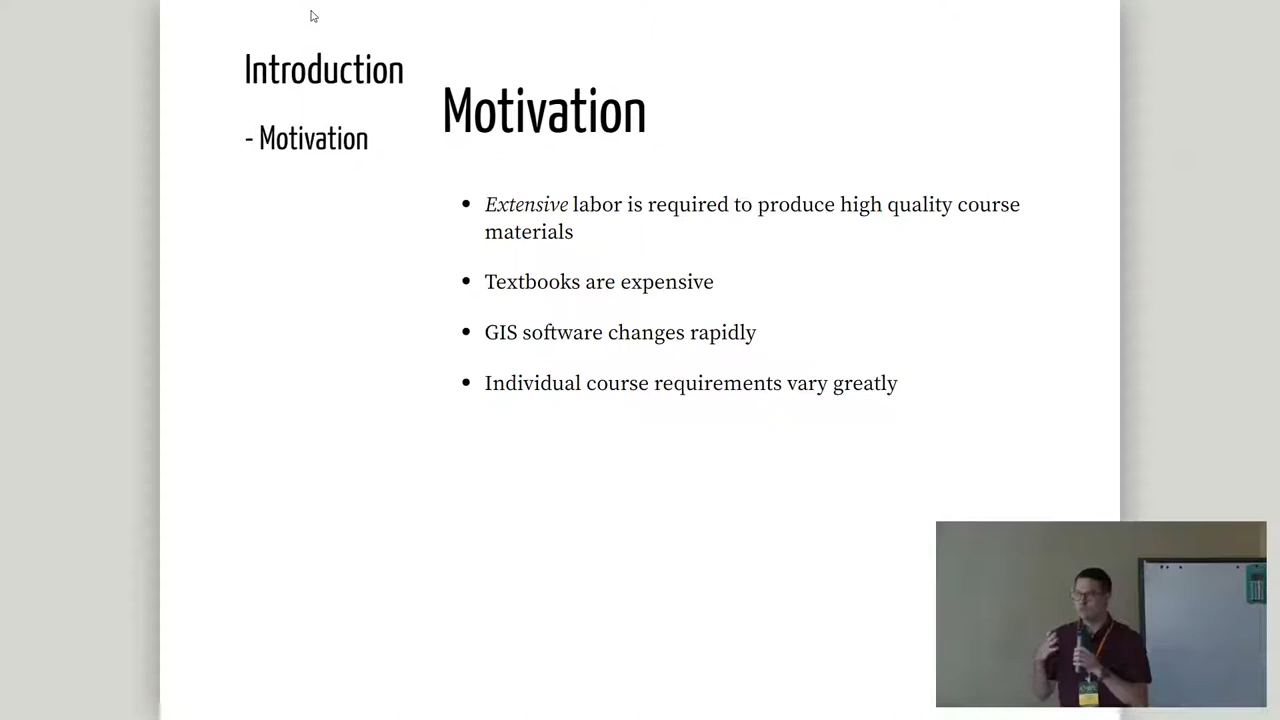 Introduction
- Motivation
Motivation
• Extensive labor is required to produce high quality course
materials
• Textbooks are expensive
• GIS software changes rapidly
• Individual course requirements vary greatly